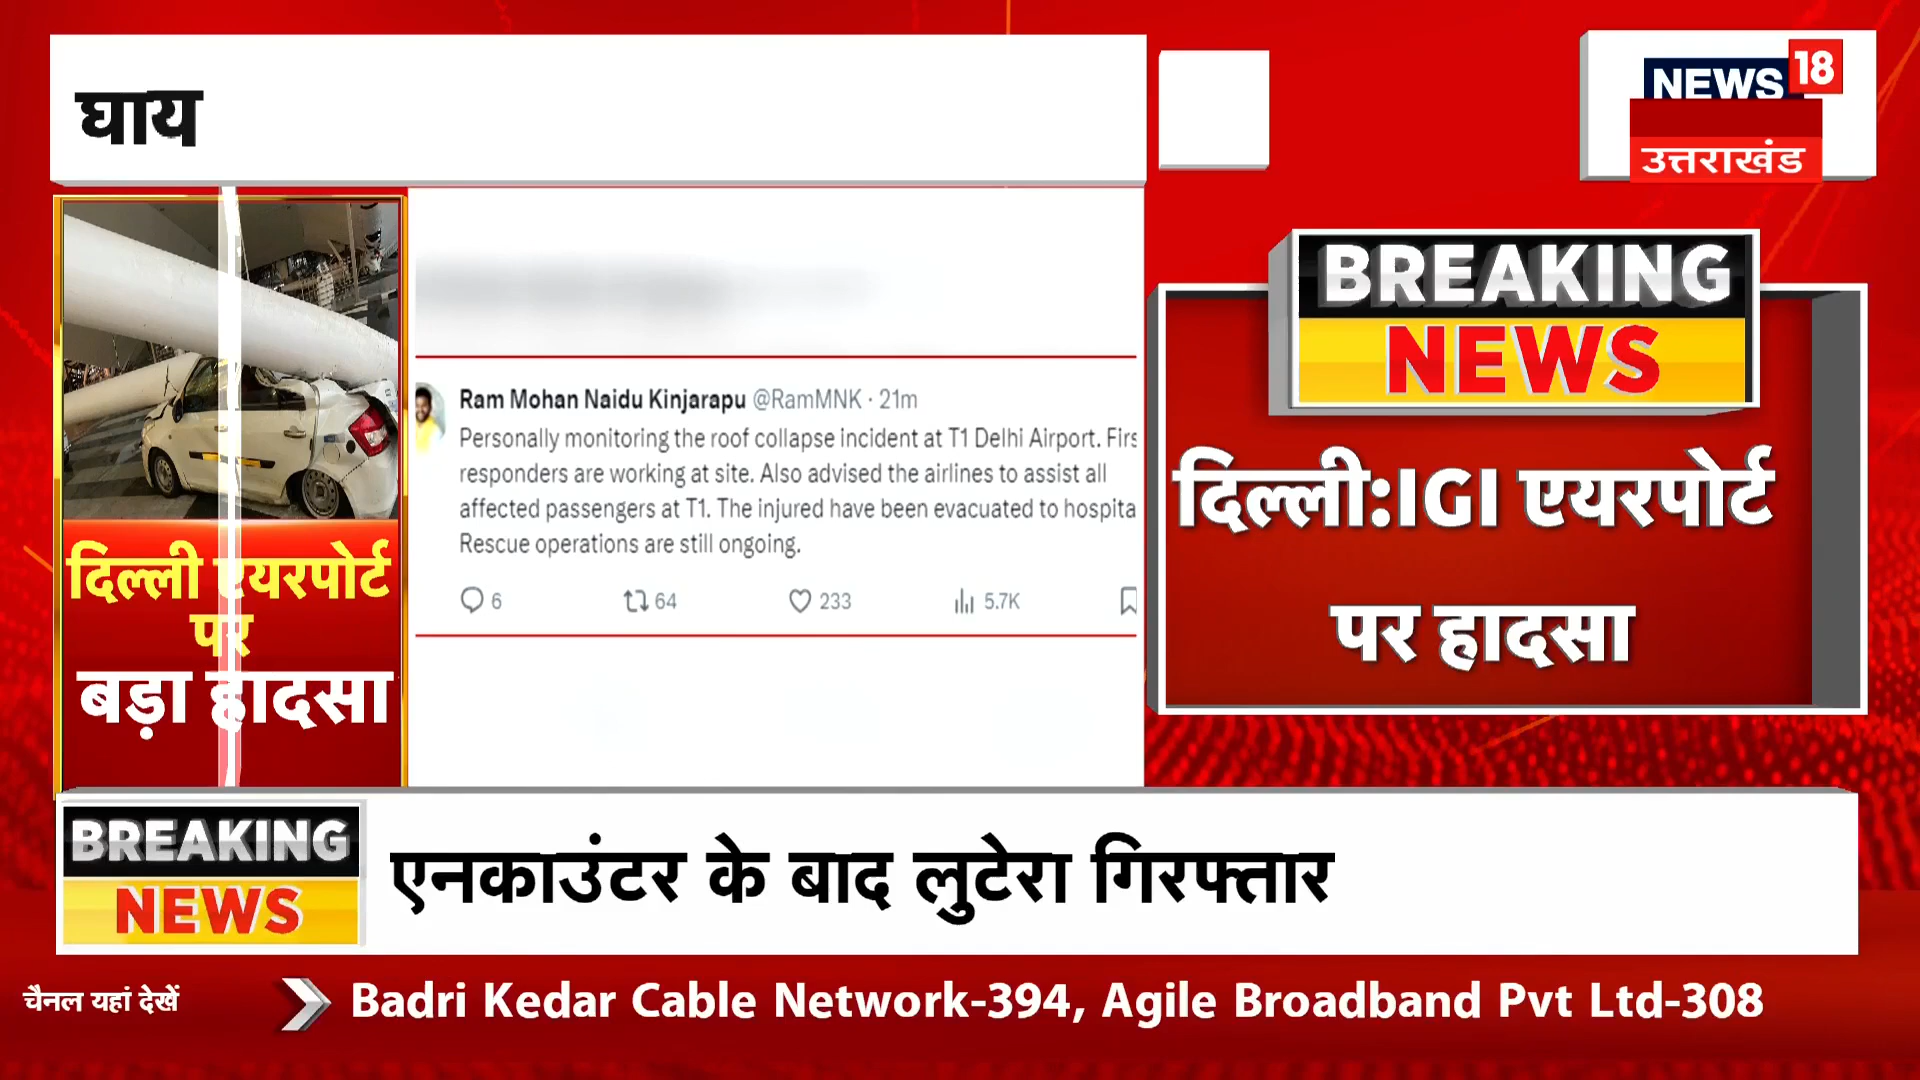 घाय
NEWS 18
उत्तराखंड
BREAKING
NEWS
दिल्ली:IGI एयरपोर्ट
पर हादसा
Ram Mohan Naidu Kinjarapu @RamMNK · 21m
Personally monitoring the roof collapse incident at T1 Delhi Airport. Firs
responders are working at site. Also advised the airlines to assist all
affected passengers at T1. The injured have been evacuated to hospita
Rescue operations are still ongoing.
6 64 233 5.7K
दिल्ली एयरपोर्ट
पर
बड़ा हादसा
BREAKING
NEWS
एनकाउंटर के बाद लुटेरा गिरफ्तार
चैनल यहां देखें
Badri Kedar Cable Network-394, Agile Broadband Pvt Ltd-308